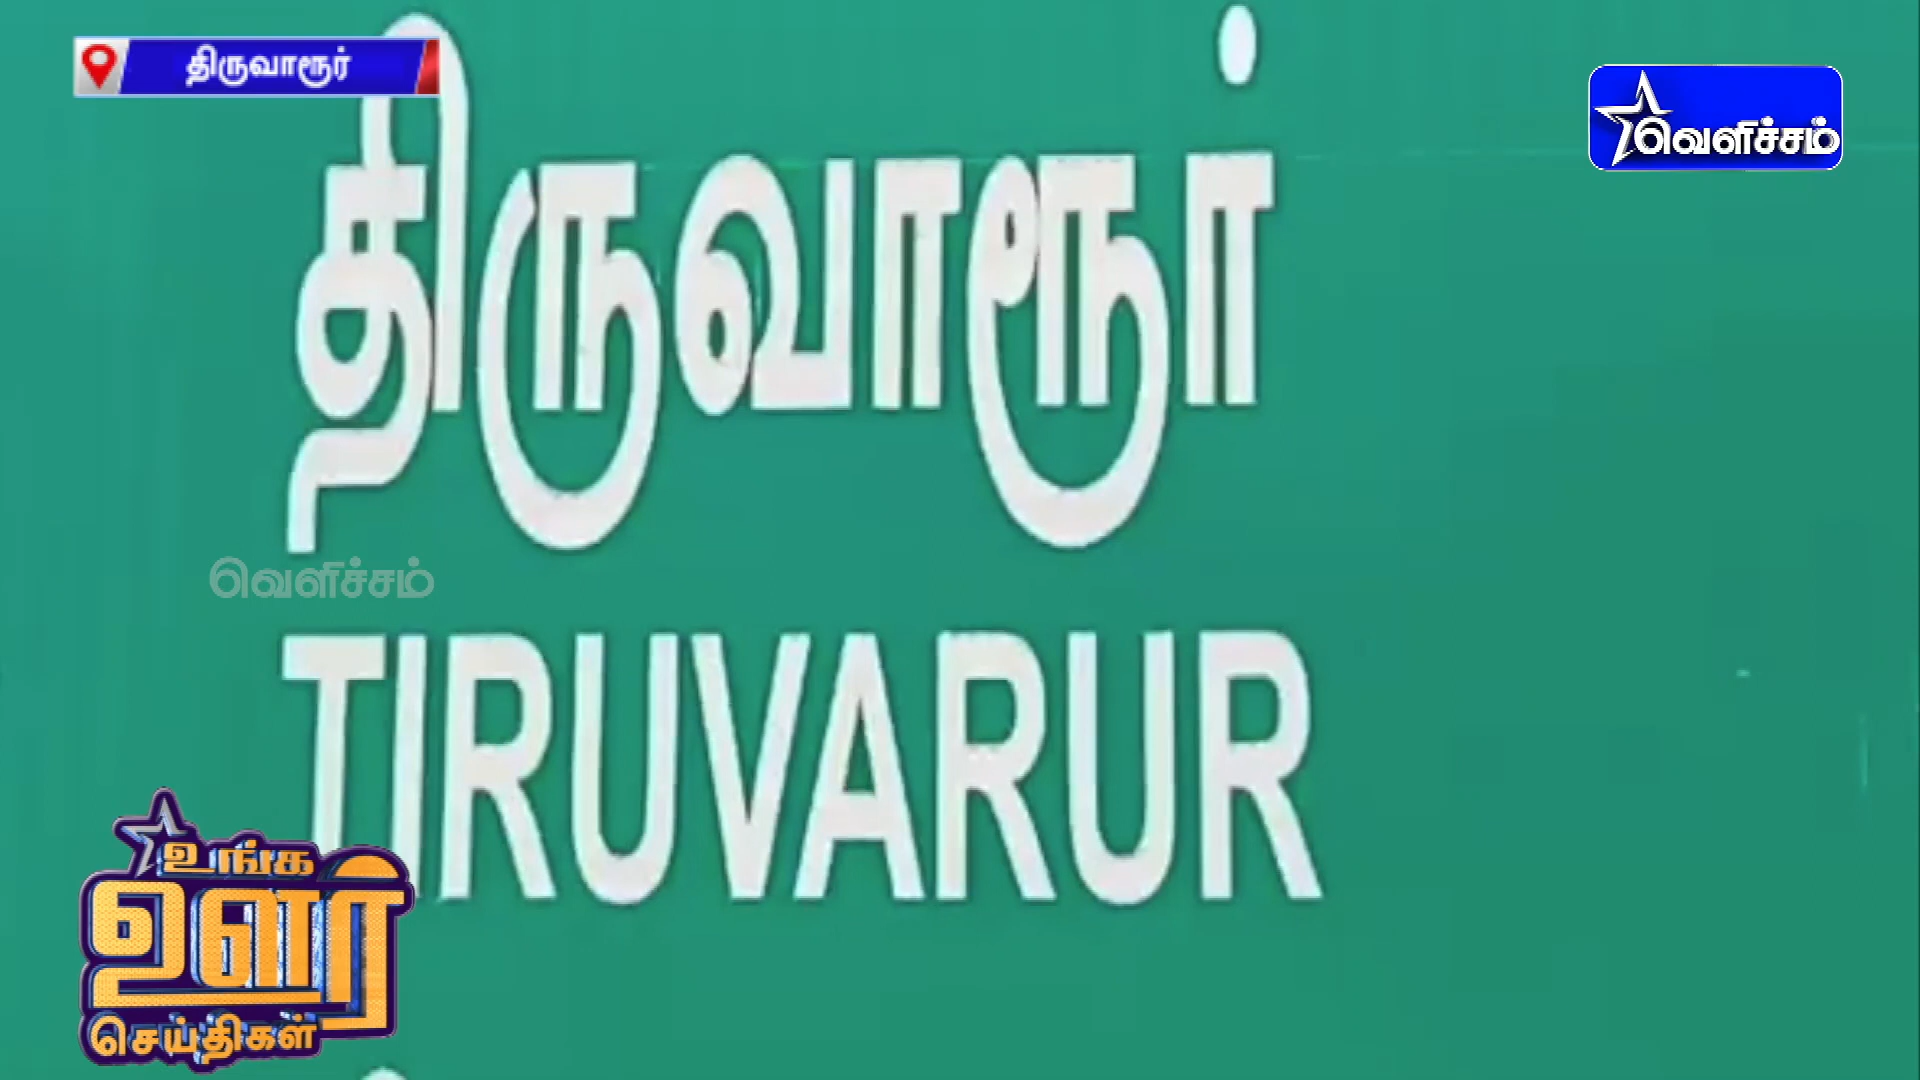 திருவாரூர்
வெளிச்சம்
திருவாரூர்
வெளிச்சம்
TIRUVARUR
உங்க
ஊர்
செய்திகள்